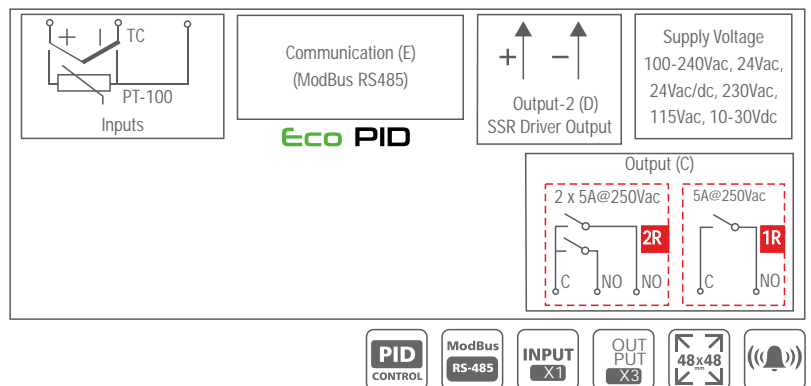 + – TC
PT-100
Inputs
Communication (E)
(ModBus RS485)
+ –
Output-2 (D)
SSR Driver Output
Supply Voltage
100-240Vac, 24Vac,
24Vac/dc, 230Vac,
115Vac, 10-30Vdc
Eco PID
Output (C)
2 x 5A@250Vac
2R
C NO NO
5A@250Vac
1R
C NO
PID
CONTROL
ModBus
RS-485
INPUT
X1
OUT
PUT
X3
48x48
mm